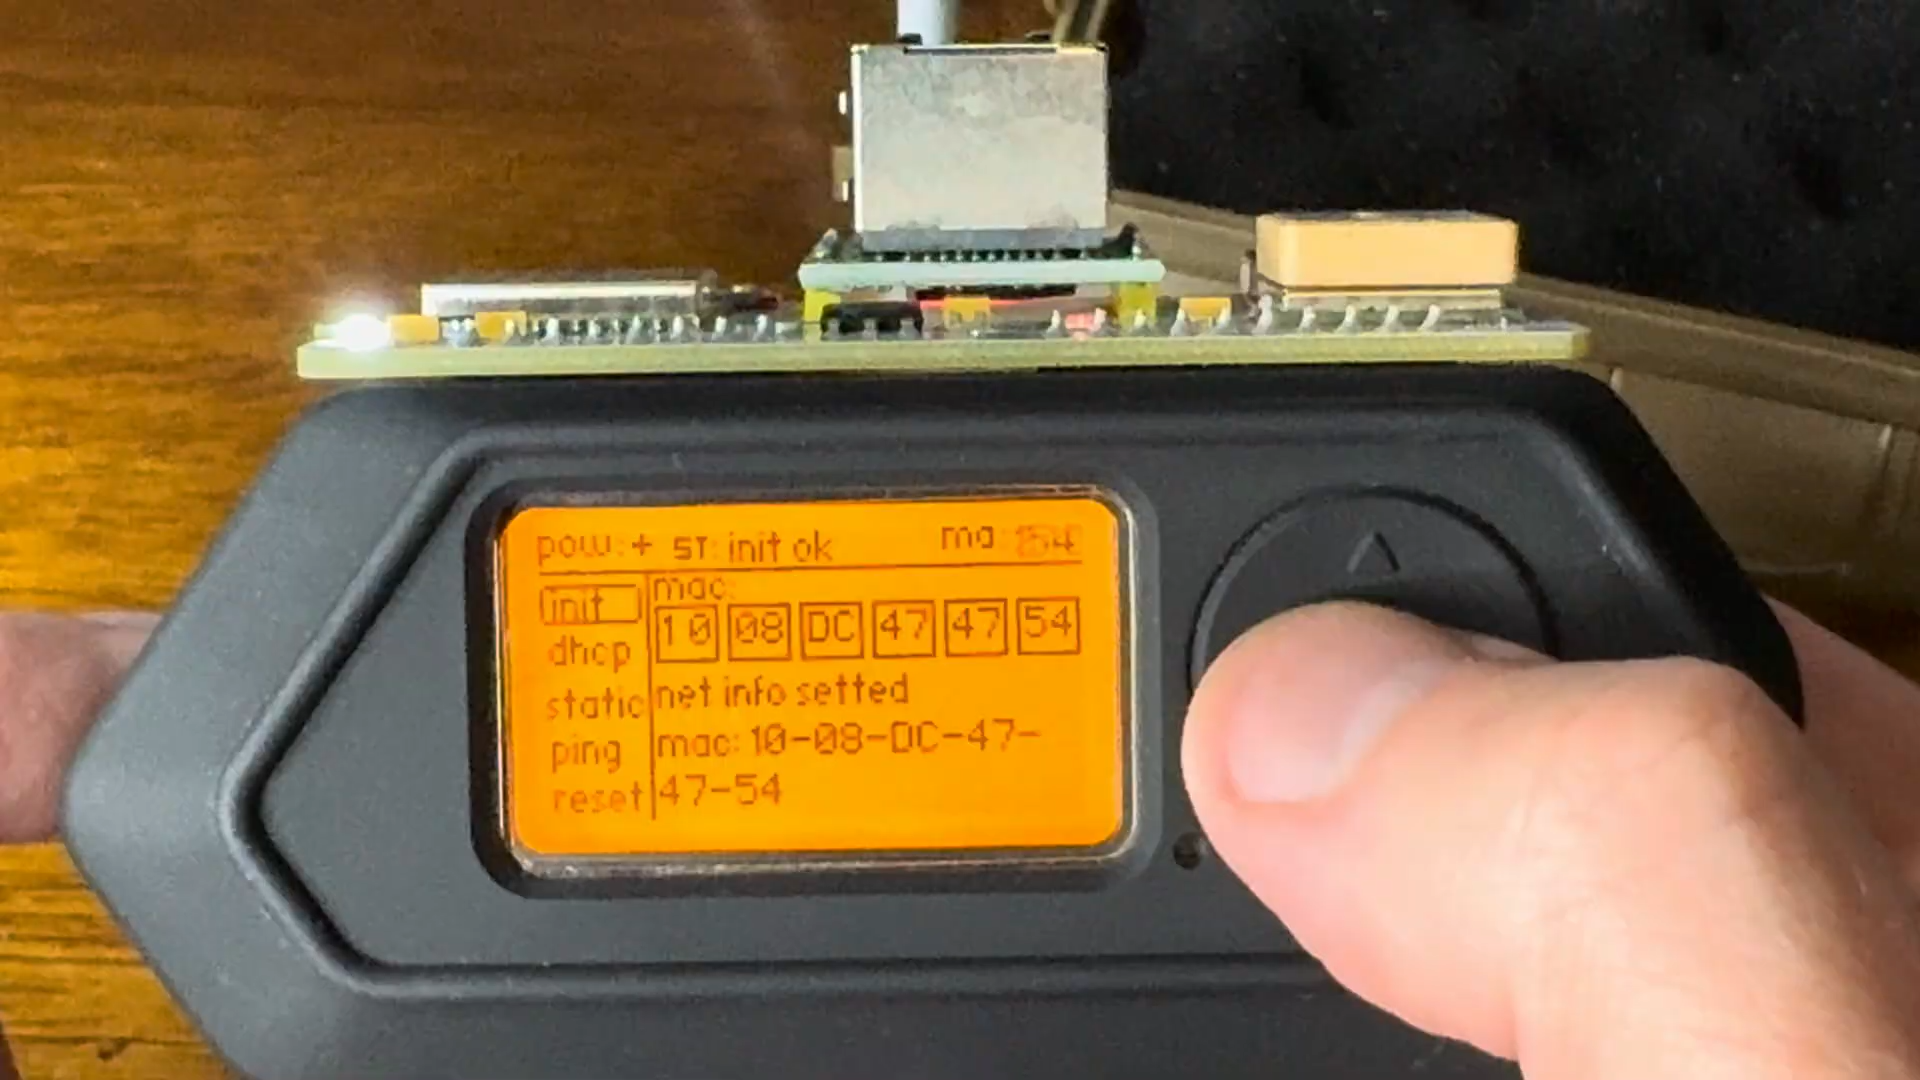 pow:+ ST: init ok ma:
init
dhcp
static
ping
reset
mac:
10 08 DC 47 47 54
net info setted
mac: 10-08-DC-47-
47-54